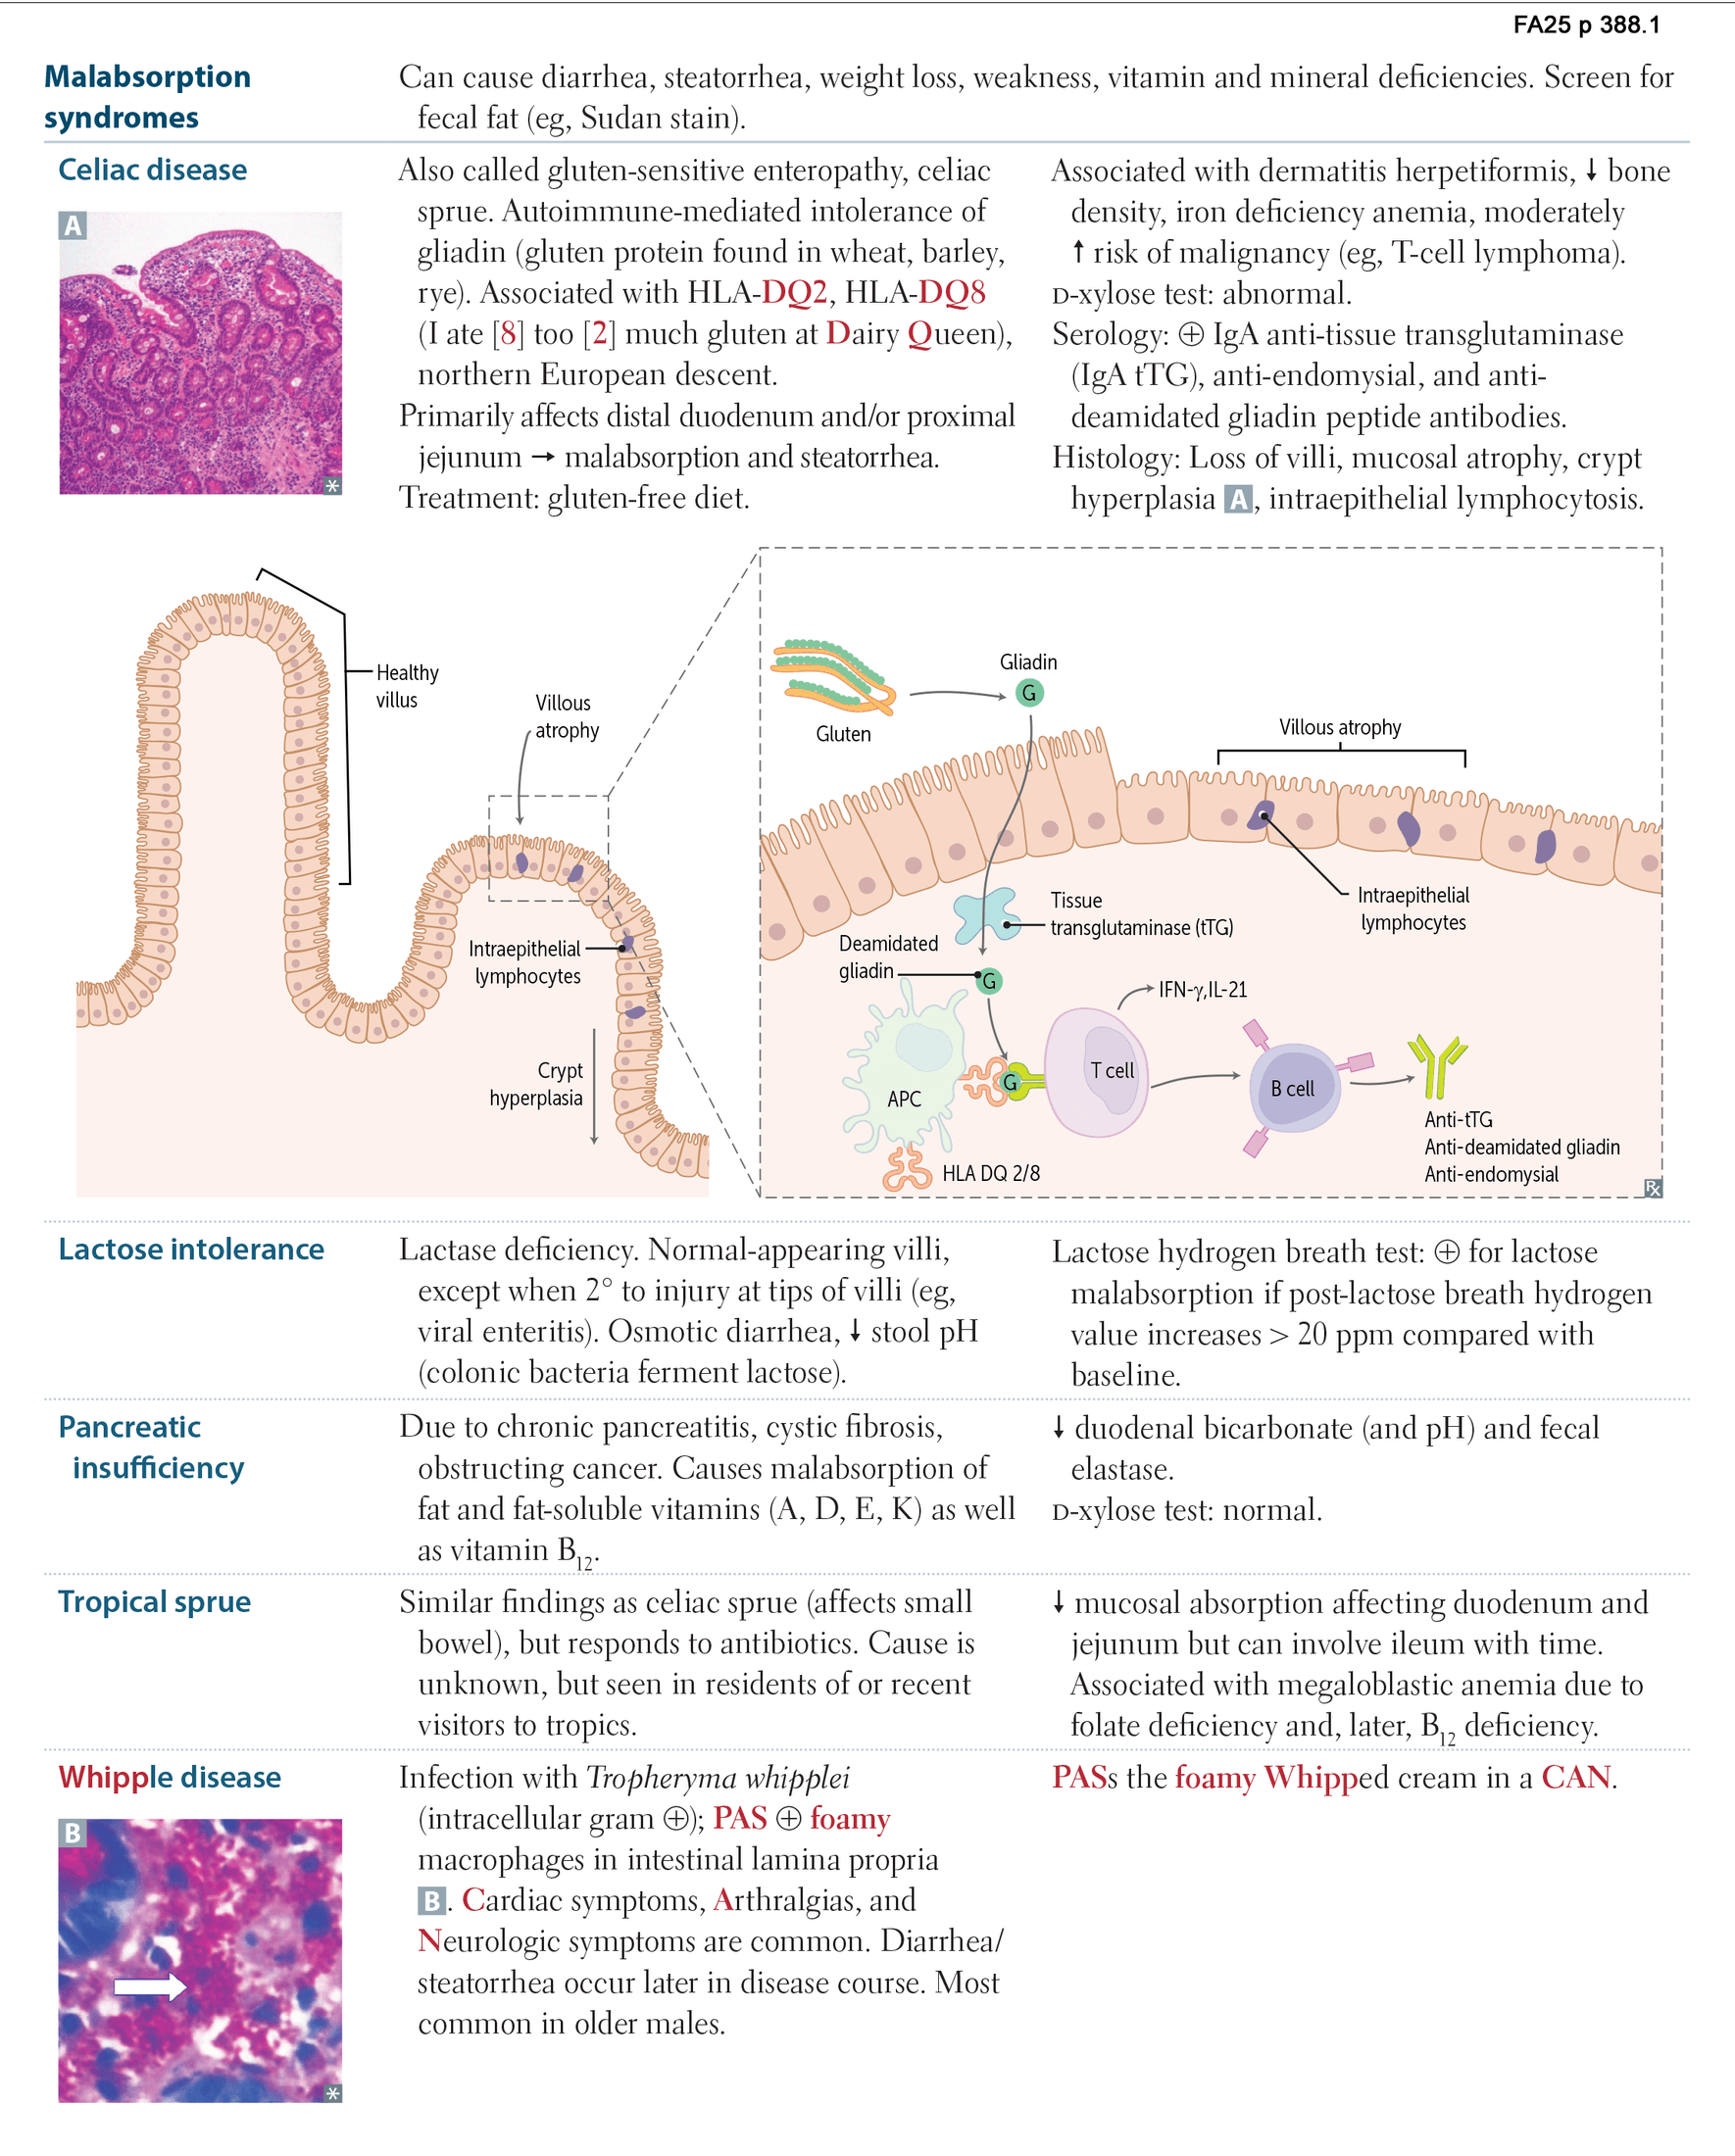 FA25 p 388.1
Malabsorption
syndromes
Can cause diarrhea, steatorrhea, weight loss, weakness, vitamin and mineral deficiencies. Screen for
fecal fat (eg, Sudan stain).
Celiac disease
A
*
Also called gluten-sensitive enteropathy, celiac
sprue. Autoimmune-mediated intolerance of
gliadin (gluten protein found in wheat, barley,
rye). Associated with HLA-DQ2, HLA-DQ8
(I ate [8] too [2] much gluten at Dairy Queen),
northern European descent.
Primarily affects distal duodenum and/or proximal
jejunum → malabsorption and steatorrhea.
Treatment: gluten-free diet.
Associated with dermatitis herpetiformis, ↓ bone
density, iron deficiency anemia, moderately
↑ risk of malignancy (eg, T-cell lymphoma).
D-xylose test: abnormal.
Serology: ⊕ IgA anti-tissue transglutaminase
(IgA tTG), anti-endomysial, and anti-
deamidated gliadin peptide antibodies.
Histology: Loss of villi, mucosal atrophy, crypt
hyperplasia A, intraepithelial lymphocytosis.
Healthy
villus
Villous
atrophy
Intraepithelial
lymphocytes
Crypt
hyperplasia
Gluten
Gliadin
G
Villous atrophy
Intraepithelial
lymphocytes
Tissue
transglutaminase (tTG)
Deamidated
gliadin
G
IFN-γ,IL-21
APC
G
T cell
B cell
HLA DQ 2/8
Anti-tTG
Anti-deamidated gliadin
Anti-endomysial
Rx
Lactose intolerance
Lactase deficiency. Normal-appearing villi,
except when 2° to injury at tips of villi (eg,
viral enteritis). Osmotic diarrhea, ↓ stool pH
(colonic bacteria ferment lactose).
Lactose hydrogen breath test: ⊕ for lactose
malabsorption if post-lactose breath hydrogen
value increases > 20 ppm compared with
baseline.
Pancreatic
insufficiency
Due to chronic pancreatitis, cystic fibrosis,
obstructing cancer. Causes malabsorption of
fat and fat-soluble vitamins (A, D, E, K) as well
as vitamin B12.
↓ duodenal bicarbonate (and pH) and fecal
elastase.
D-xylose test: normal.
Tropical sprue
Similar findings as celiac sprue (affects small
bowel), but responds to antibiotics. Cause is
unknown, but seen in residents of or recent
visitors to tropics.
↓ mucosal absorption affecting duodenum and
jejunum but can involve ileum with time.
Associated with megaloblastic anemia due to
folate deficiency and, later, B12 deficiency.
Whipple disease
B
*
Infection with Tropheryma whipplei
(intracellular gram ⊕); PAS ⊕ foamy
macrophages in intestinal lamina propria
B. Cardiac symptoms, Arthralgias, and
Neurologic symptoms are common. Diarrhea/
steatorrhea occur later in disease course. Most
common in older males.
PASs the foamy Whipped cream in a CAN.